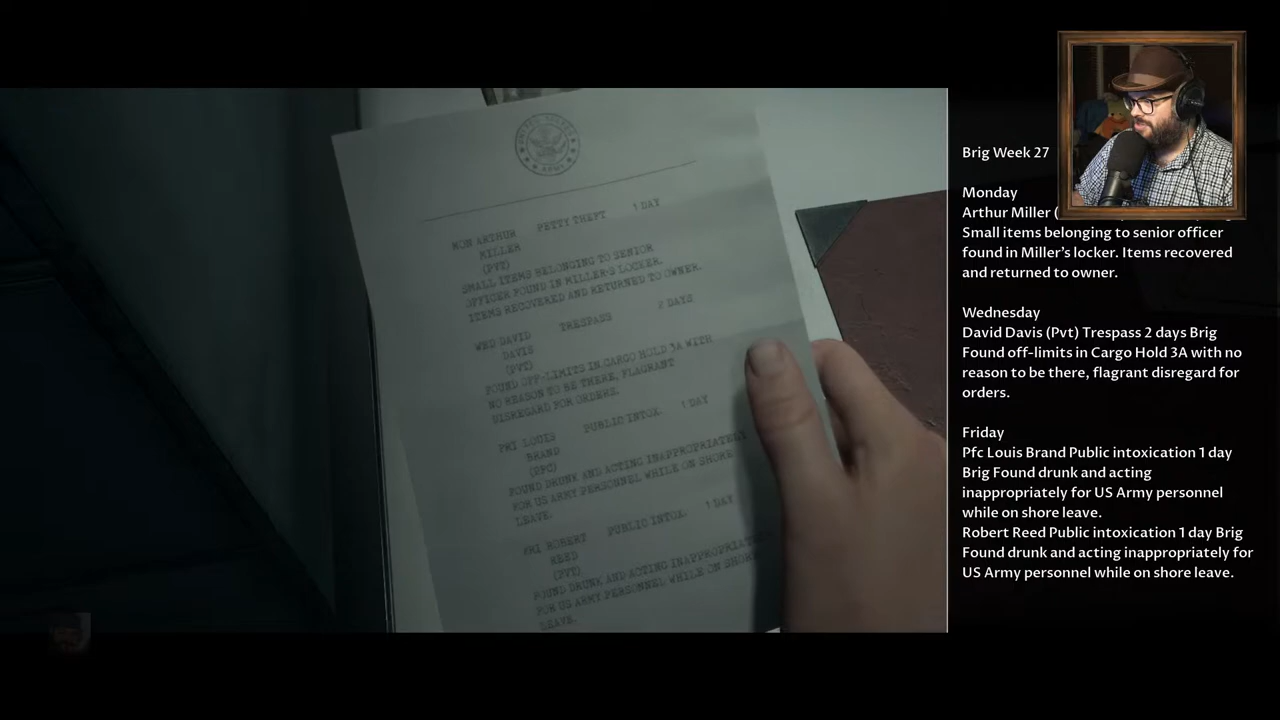 UNITED STATES
ARMY
MON ARTHUR PETTY THEFT 1 DAY
MILLER
(PVT)
SMALL ITEMS BELONGING TO SENIOR
OFFICER FOUND IN MILLER'S LOCKER.
ITEMS RECOVERED AND RETURNED TO OWNER.
WED DAVID TRESPASS 2 DAYS
DAVIS
(PVT)
FOUND OFF-LIMITS IN CARGO HOLD 3A WITH
NO REASON TO BE THERE, FLAGRANT
DISREGARD FOR ORDERS.
FRI LOUIS PUBLIC INTOX. 1 DAY
BRAND
(PFC)
FOUND DRUNK AND ACTING INAPPROPRIATELY
FOR US ARMY PERSONNEL WHILE ON SHORE
LEAVE.
FRI ROBERT PUBLIC INTOX. 1 DAY
REED
(PVT)
FOUND DRUNK AND ACTING INAPPROPRIATE
FOR US ARMY PERSONNEL WHILE ON SHORE
LEAVE.
Brig Week 27
Monday
Arthur Miller (
Small items belonging to senior officer
found in Miller's locker. Items recovered
and returned to owner.
Wednesday
David Davis (Pvt) Trespass 2 days Brig
Found off-limits in Cargo Hold 3A with no
reason to be there, flagrant disregard for
orders.
Friday
Pfc Louis Brand Public intoxication 1 day
Brig Found drunk and acting
inappropriately for US Army personnel
while on shore leave.
Robert Reed Public intoxication 1 day Brig
Found drunk and acting inappropriately for
US Army personnel while on shore leave.